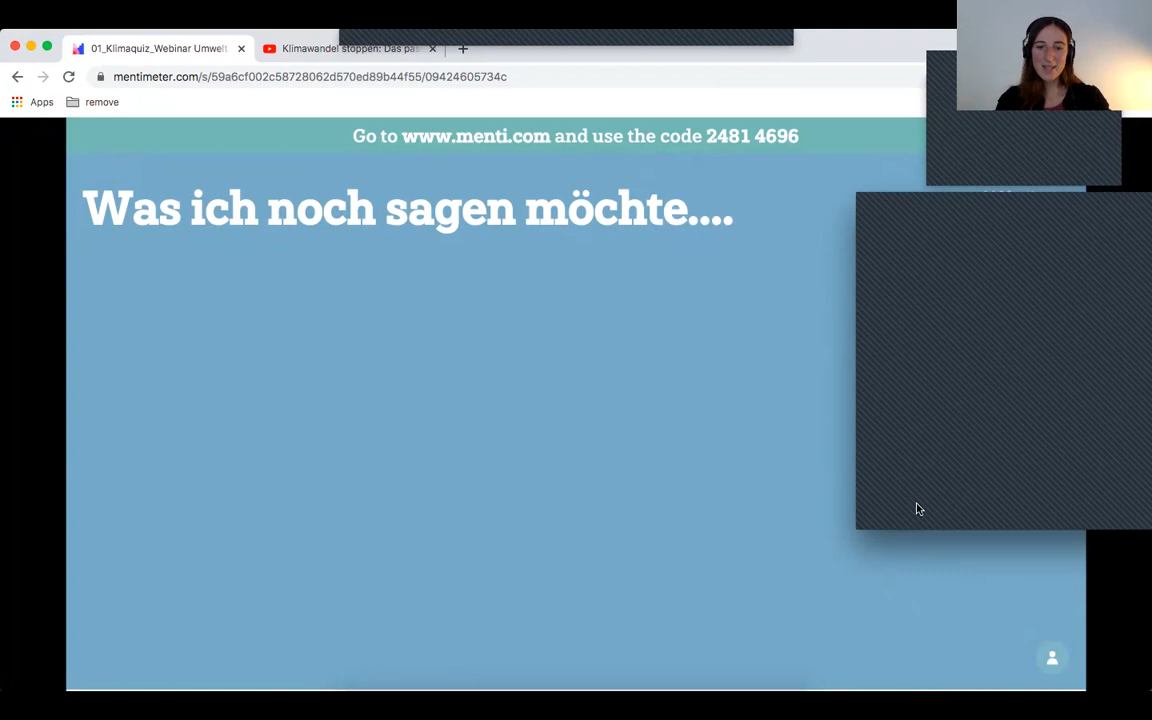 01_Klimaquiz_Webinar Umwelt
Klimawandel stoppen: Das pas
mentimeter.com/s/59a6cf002c58728062d570ed89b44f55/09424605734c
Apps
remove
Go to www.menti.com and use the code 2481 4696
Was ich noch sagen möchte....